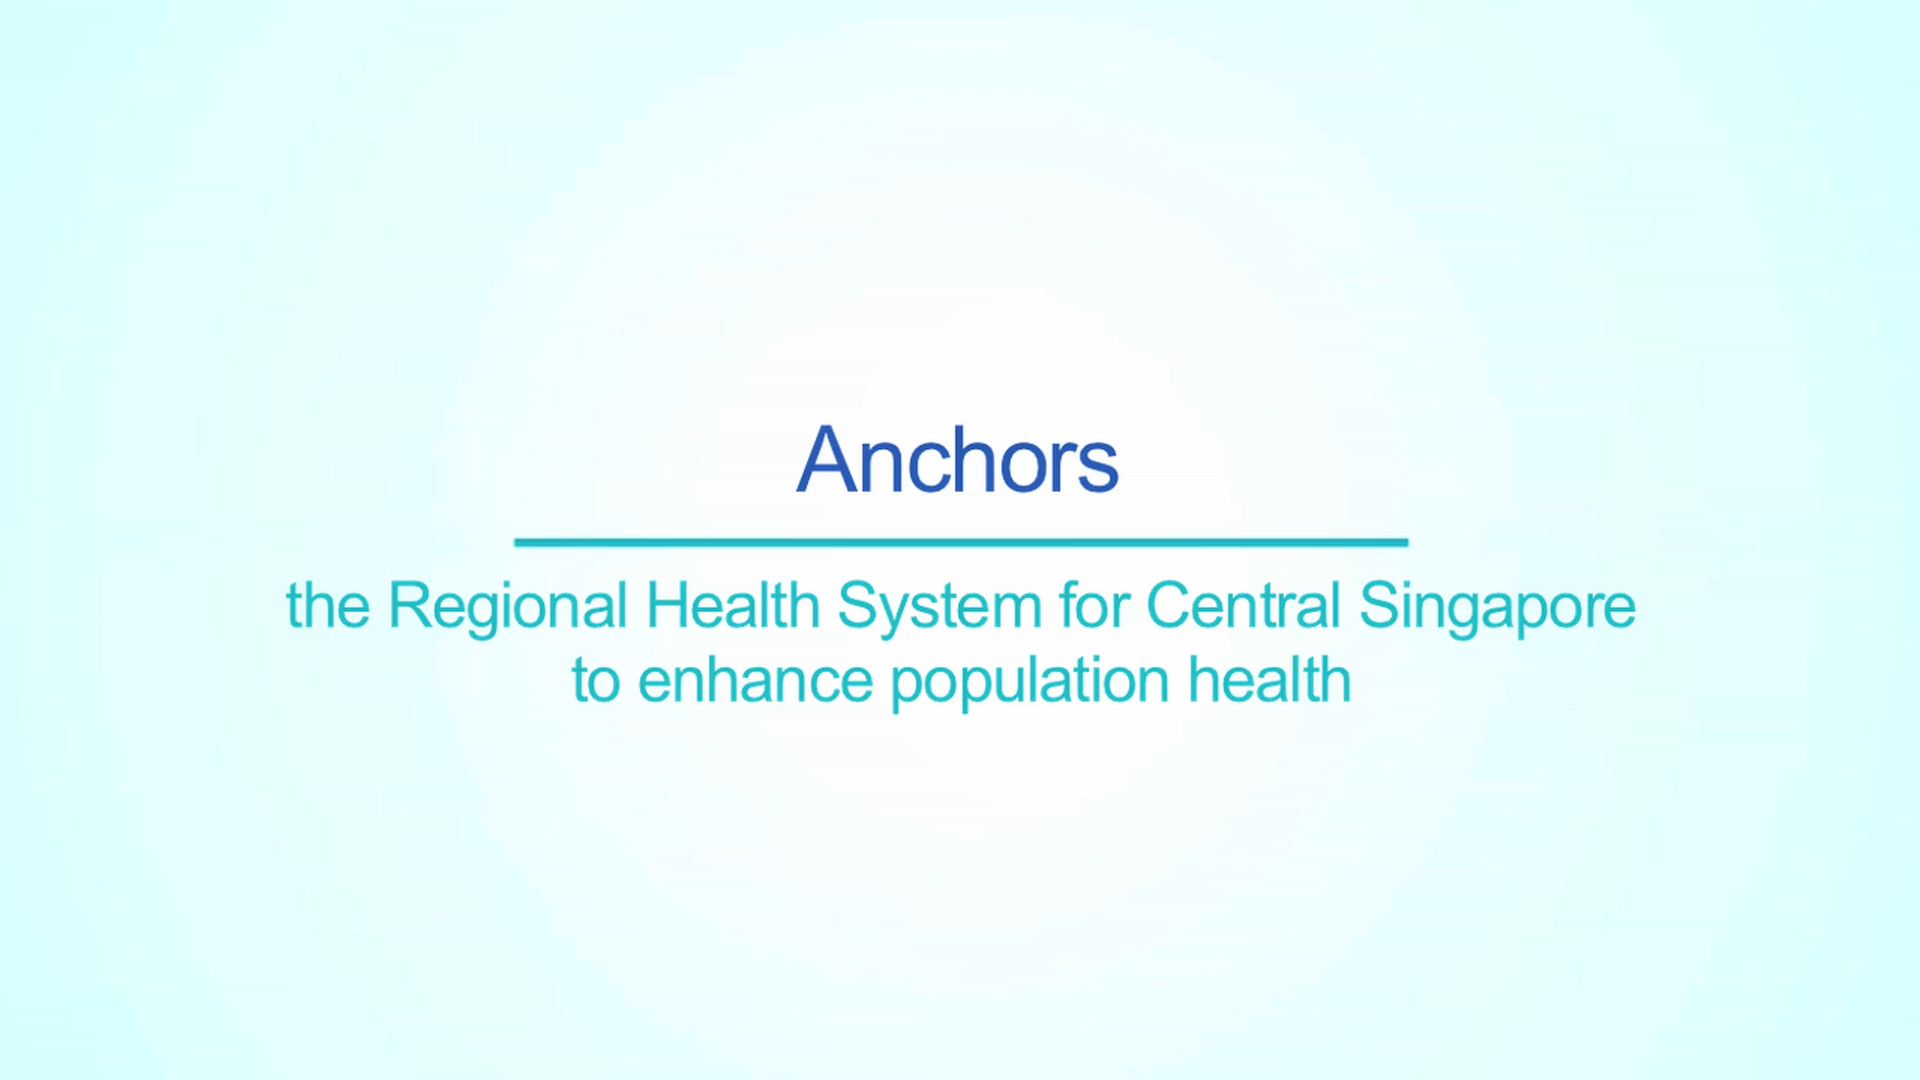 Anchors
the Regional Health System for Central Singapore
to enhance population health